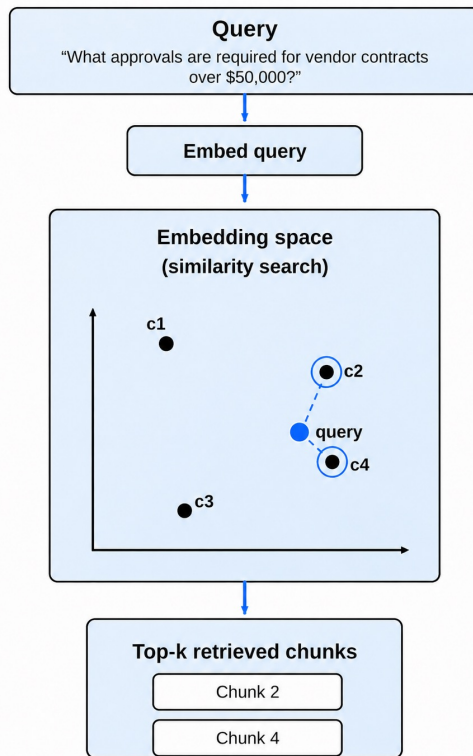 Query
“What approvals are required for vendor contracts
over $50,000?”
Embed query
Embedding space
(similarity search)
c1
c2
query
c4
c3
Top-k retrieved chunks
Chunk 2
Chunk 4